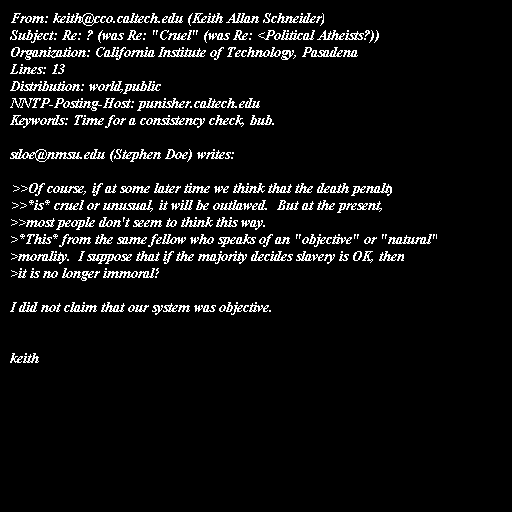 From: keith@cco.caltech.edu (Keith Allan Schneider)
Subject: Re: ? (was Re: "Cruel" (was Re: <Political Atheists?))
Organization: California Institute of Technology, Pasadena
Lines: 13
Distribution: world,public
NNTP-Posting-Host: punisher.caltech.edu
Keywords: Time for a consistency check, bub.

sdoe@nmsu.edu (Stephen Doe) writes:

>>Of course, if at some later time we think that the death penalty
>>*is* cruel or unusual, it will be outlawed.  But at the present,
>>most people don't seem to think this way.
>*This* from the same fellow who speaks of an "objective" or "natural"
>morality.  I suppose that if the majority decides slavery is OK, then
>it is no longer immoral?

I did not claim that our system was objective.

keith